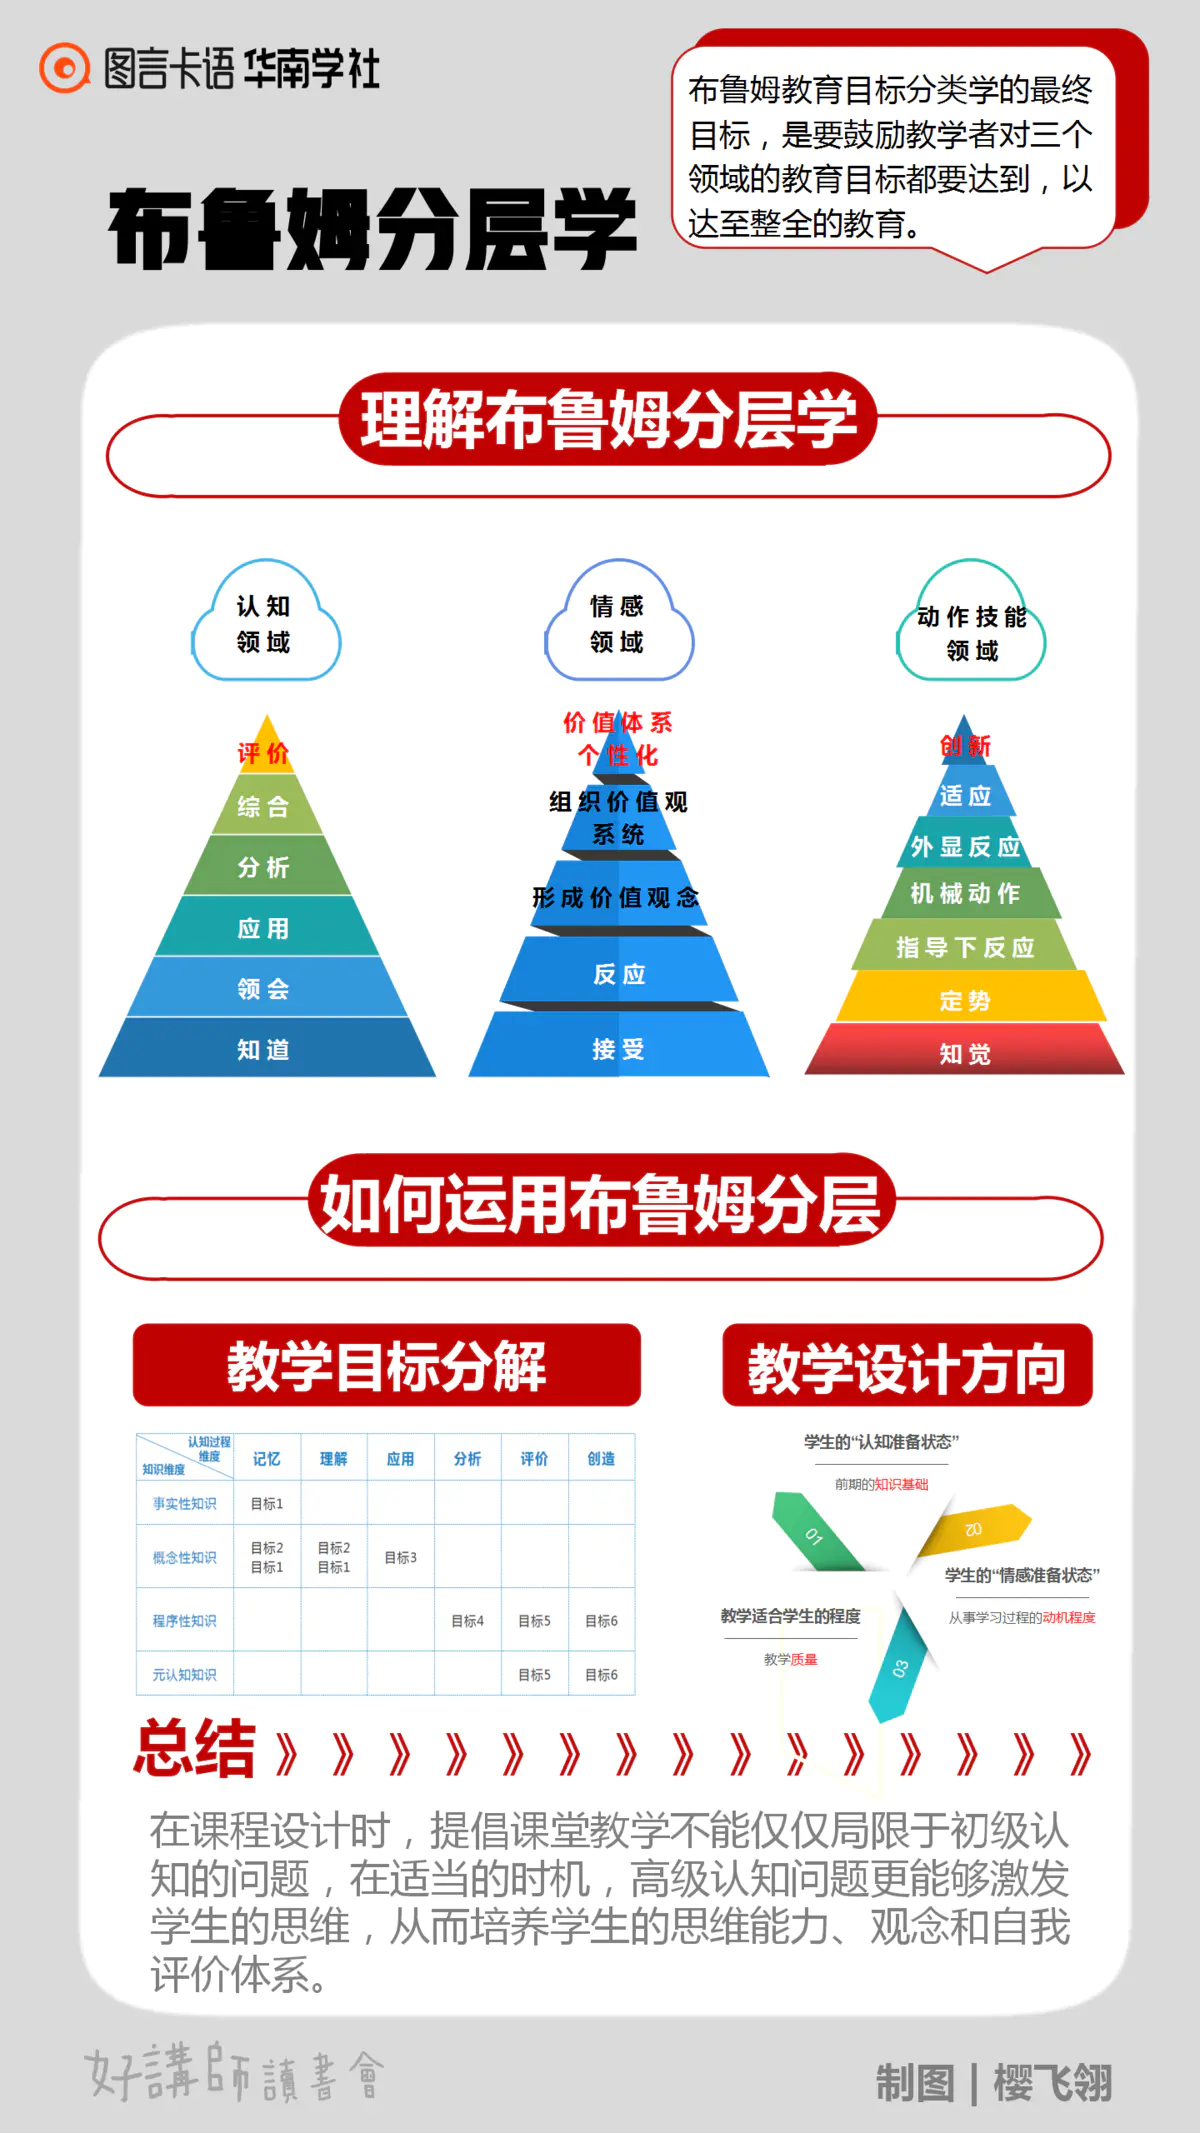 图言卡语 华南学社
布鲁姆教育目标分类学的最终
目标，是要鼓励教学者对三个
领域的教育目标都要达到，以
达至整全的教育。
布鲁姆分层学
理解布鲁姆分层学
认知
领域
评价
综合
分析
应用
领会
知道
情感
领域
价值体系
个性化
组织价值观
系统
形成价值观念
反应
接受
动作技能
领域
创新
适应
外显反应
机械动作
指导下反应
定势
知觉
如何运用布鲁姆分层
教学目标分解
认知过程
维度
知识维度
记忆 理解 应用 分析 评价 创造
事实性知识 目标1
概念性知识 目标2 目标2 目标3
目标1 目标1
程序性知识 目标4 目标5 目标6
元认知知识 目标5 目标6
教学设计方向
学生的“认知准备状态”
前期的知识基础
01
02
学生的“情感准备状态”
从事学习过程的动机程度
教学适合学生的程度
教学质量
03
总结 》 》 》 》 》 》 》 》 》 》 》 》 》 》 》
在课程设计时，提倡课堂教学不能仅仅局限于初级认
知的问题，在适当的时机，高级认知问题更能够激发
学生的思维，从而培养学生的思维能力、观念和自我
评价体系。
好講師讀書會
制图 | 樱飞翎